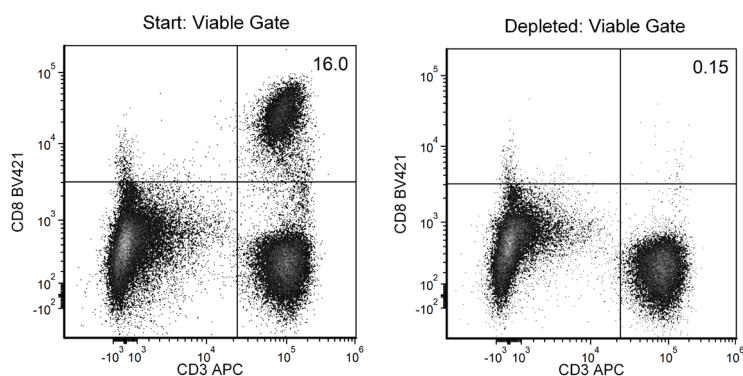 Start: Viable Gate
16.0
10^5
10^4
10^3
10^2
-10^2
CD8 BV421
-10^3 10^3 10^4 10^5 10^6
CD3 APC
Depleted: Viable Gate
0.15
10^5
10^4
10^3
10^2
-10^2
CD8 BV421
-10^3 10^3 10^4 10^5 10^6
CD3 APC